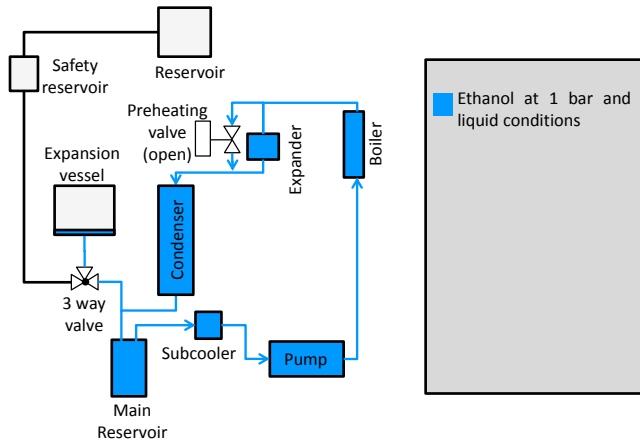 Safety
reservoir
Reservoir
Preheating
valve
(open)
Expander
Boiler
Expansion
vessel
Condenser
3 way
valve
Subcooler
Pump
Main
Reservoir
Ethanol at 1 bar and
liquid conditions